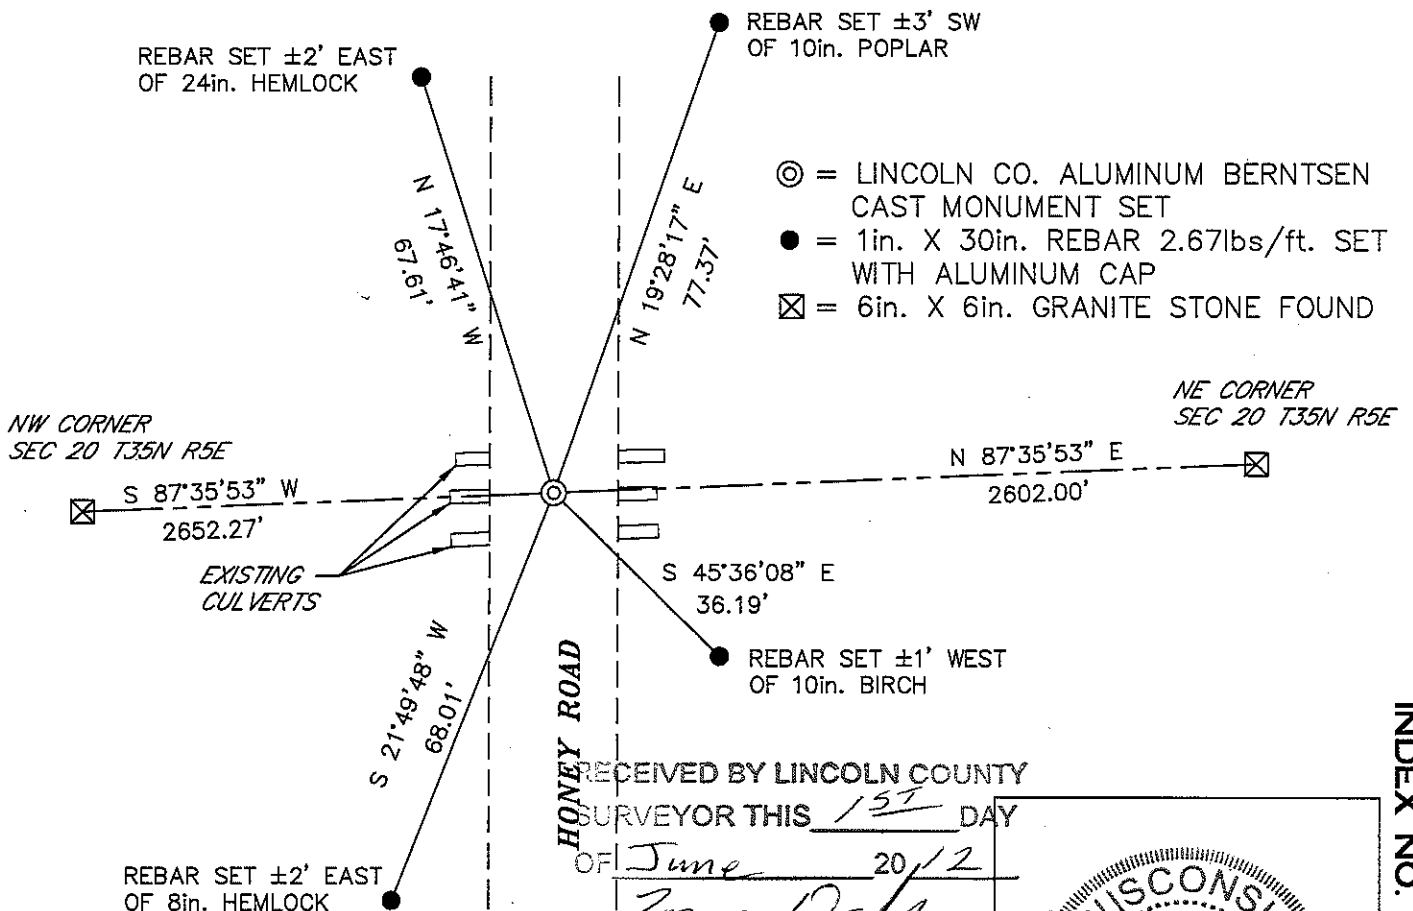 REBAR SET ±3' SW
OF 10in. POPLAR
REBAR SET ±2' EAST
OF 24in. HEMLOCK
N 17°46'41" W
67.61'
N 19°28'17" E
77.37'
◎ = LINCOLN CO. ALUMINUM BERNTSEN
CAST MONUMENT SET
● = 1in. X 30in. REBAR 2.67lbs/ft. SET
WITH ALUMINUM CAP
☒ = 6in. X 6in. GRANITE STONE FOUND
NW CORNER
SEC 20 T35N R5E
NE CORNER
SEC 20 T35N R5E
S 87°35'53" W
2652.27'
N 87°35'53" E
2602.00'
EXISTING
CULVERTS
S 45°36'08" E
36.19'
S 21°49'48" W
68.01'
REBAR SET ±1' WEST
OF 10in. BIRCH
HONEY ROAD
RECEIVED BY LINCOLN COUNTY
SURVEYOR THIS 1ST DAY
OF June 2012
REBAR SET ±2' EAST
OF 8in. HEMLOCK
INDEX NO.